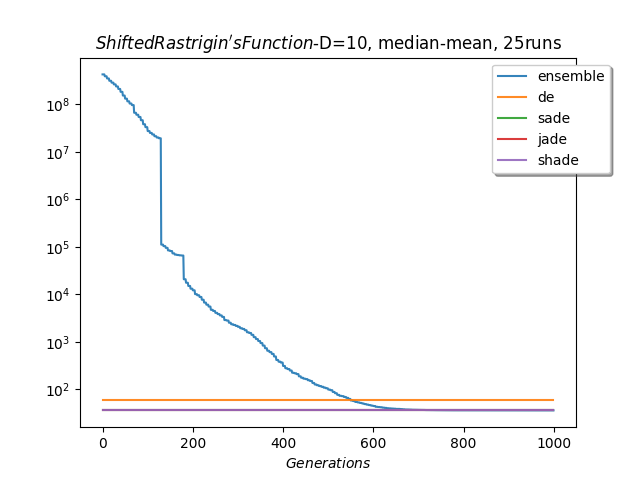 ShiftedRastrigin'sFunction-D=10, median-mean, 25runs
ensemble
de
sade
jade
shade
10^8
10^7
10^6
10^5
10^4
10^3
10^2
0 200 400 600 800 1000
Generations